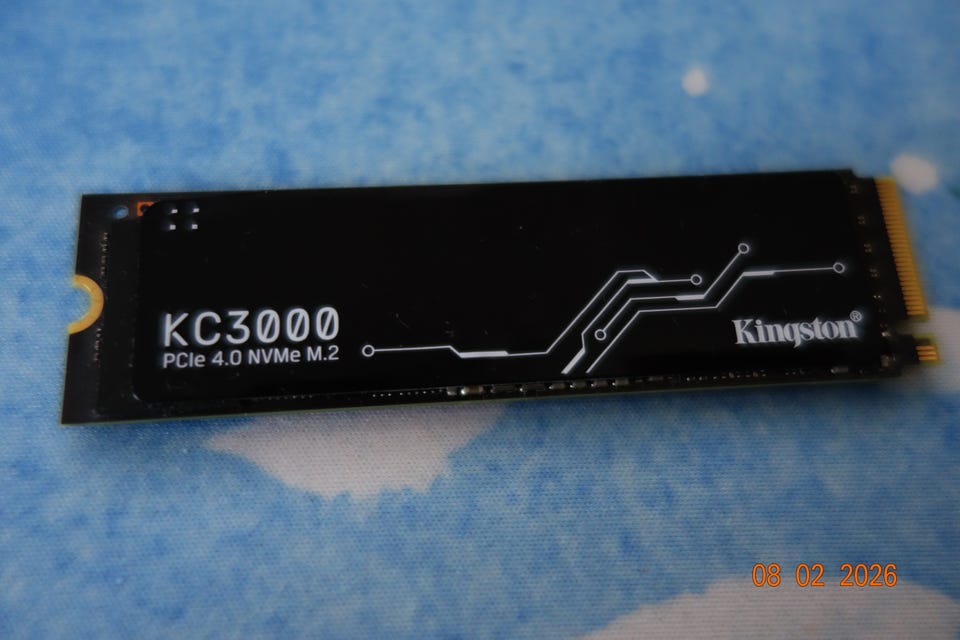 KC3000
PCIe 4.0 NVMe M.2
Kingston®
08 02 2026